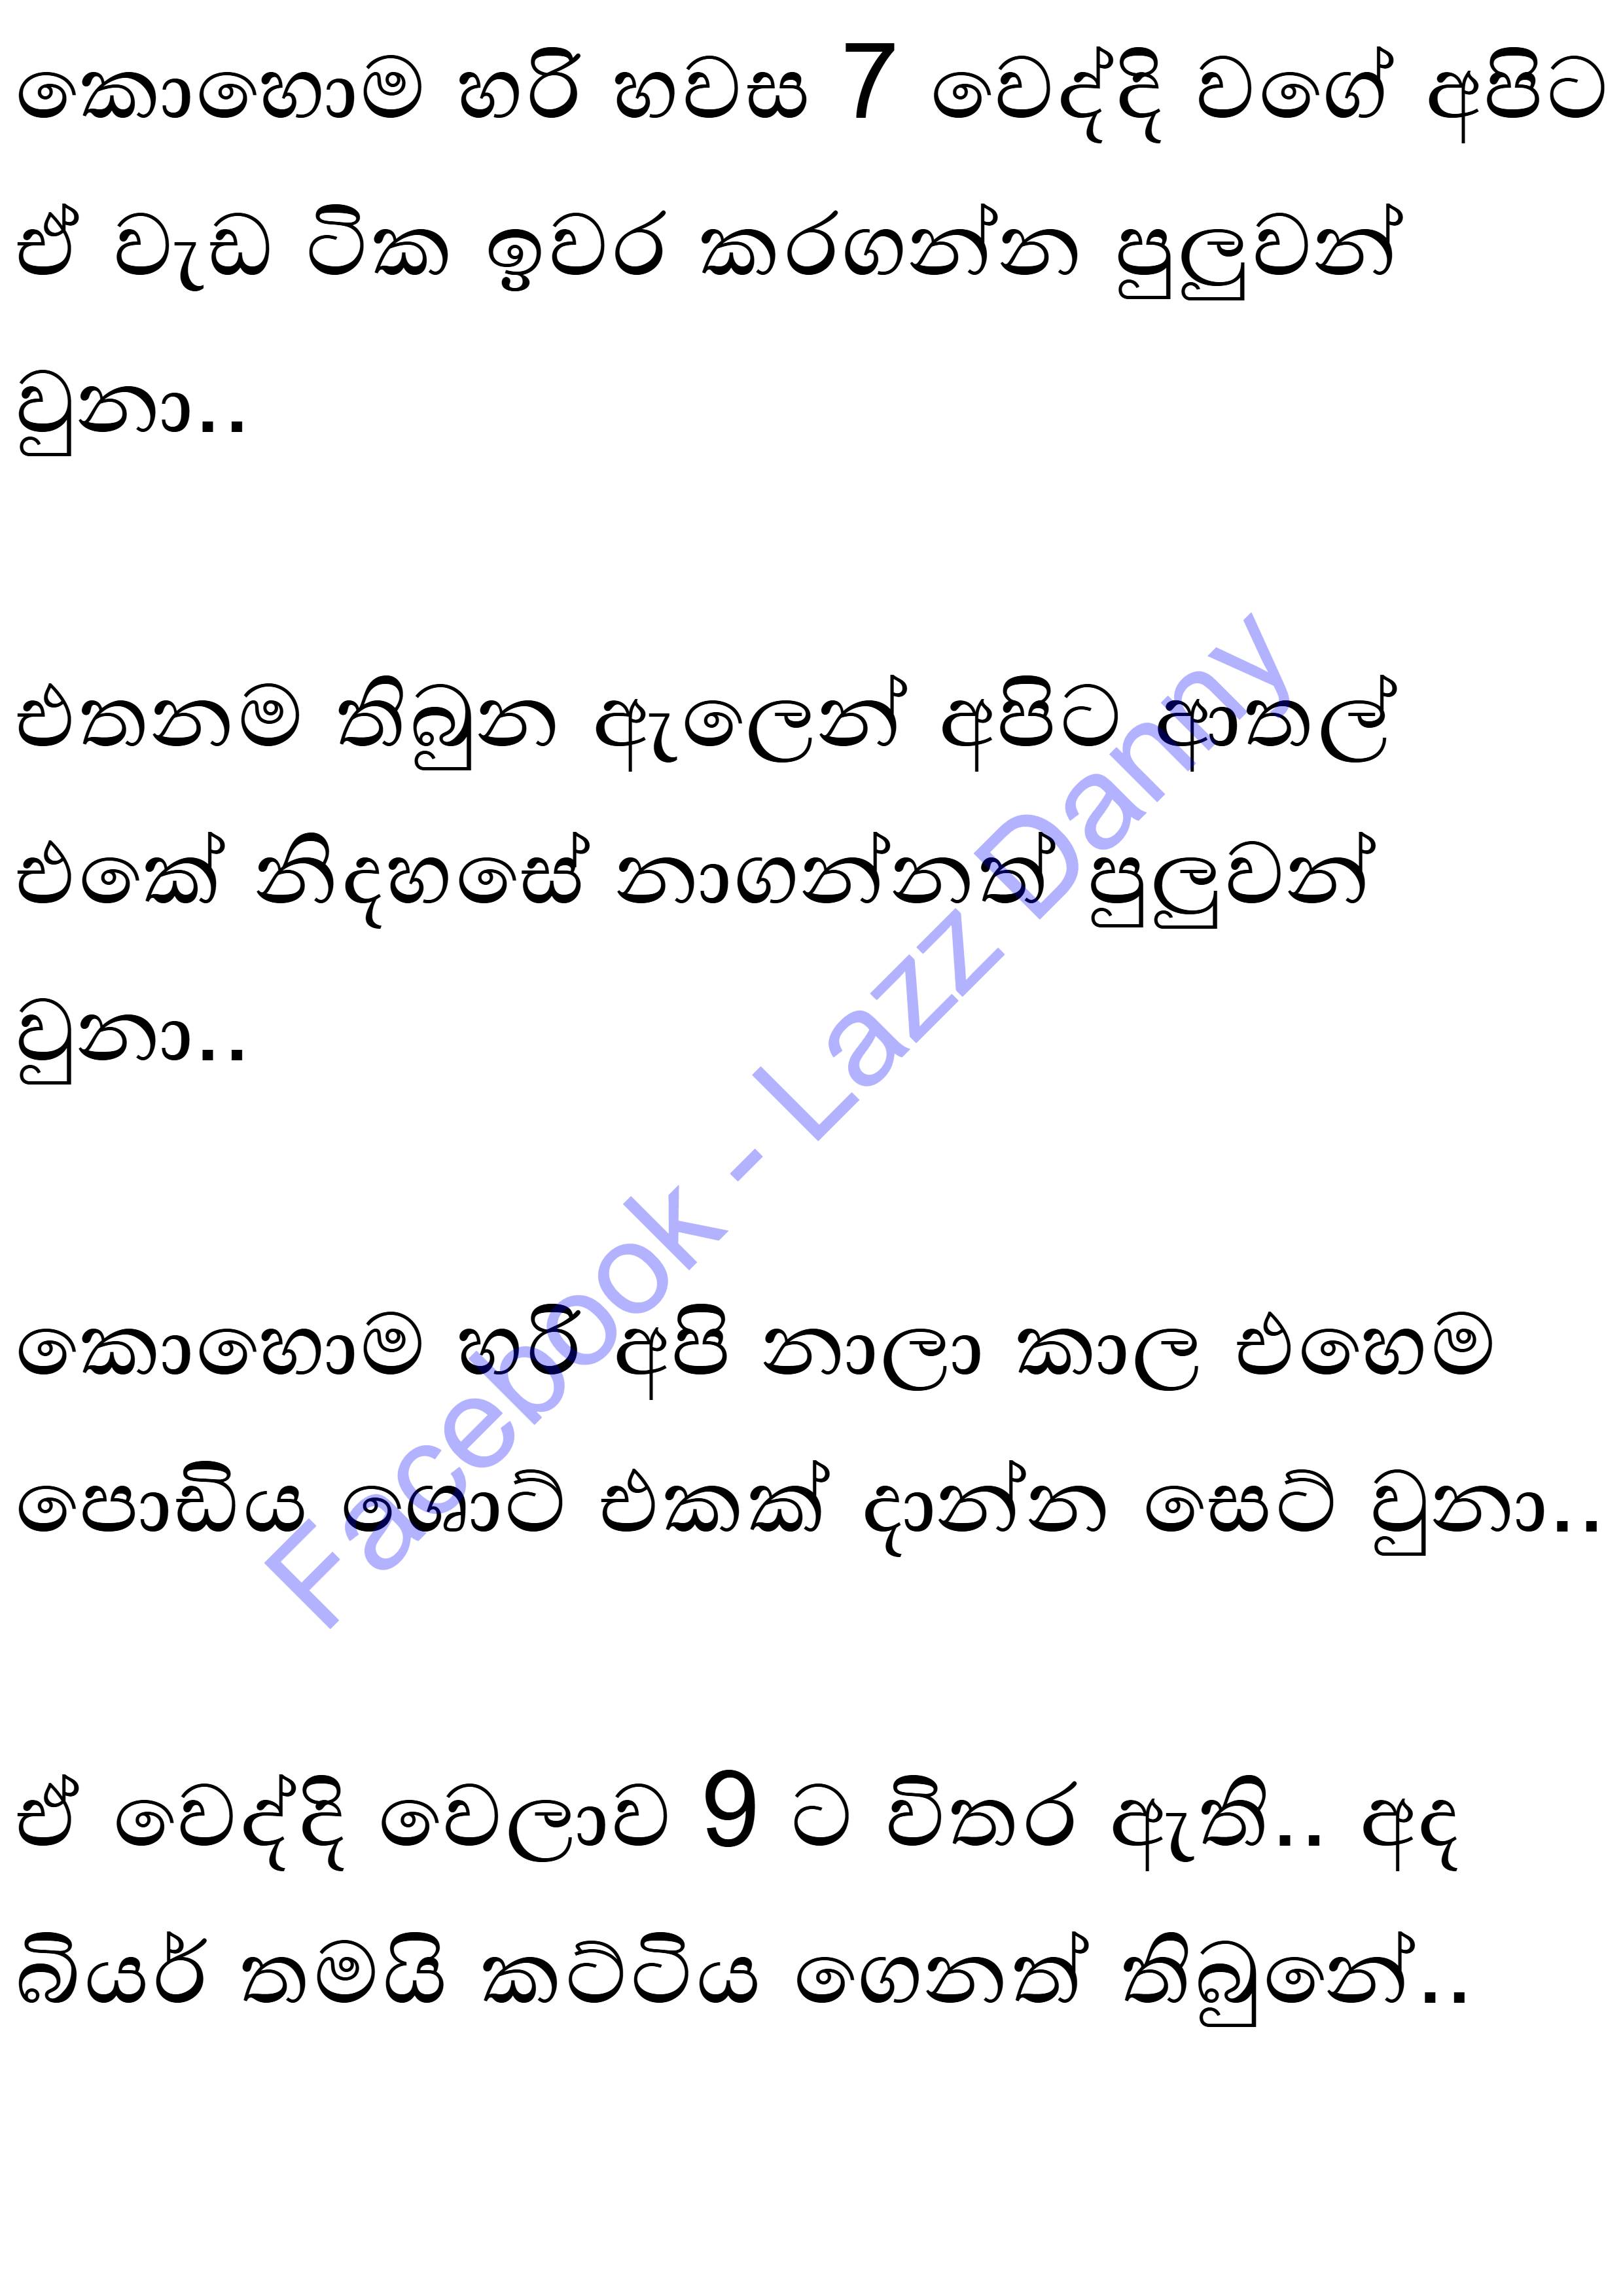 කොහොම හරි හවස 7 වෙද්දි වගේ අපිට
ඒ වැඩ ටික ඉවර කරගන්න පුලුවන්
වුනා..
එතනම තිබුන ඇලෙන් අපිට ආතල්
එකේ නිදහසේ නාගන්නත් පුලුවන්
වුනා..
කොහොම හරි අපි නාලා කාල එහෙම
පොඩ්ය ශොට් එකක් දාන්න සෙට් වුනා..
ඒ වෙද්දි වෙලාව 9 ට විතර ඇති.. අද
බියර් තමයි කට්ටිය ගෙනත් තිබුනේ..
Facebook - Lazz Danny